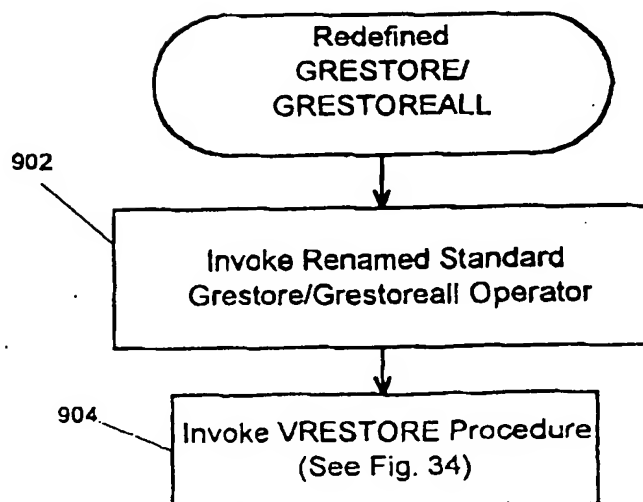 Redefined
GRESTORE/
GRESTOREALL
902
Invoke Renamed Standard
Grestore/Grestoreall Operator
904
Invoke VRESTORE Procedure
(See Fig. 34)